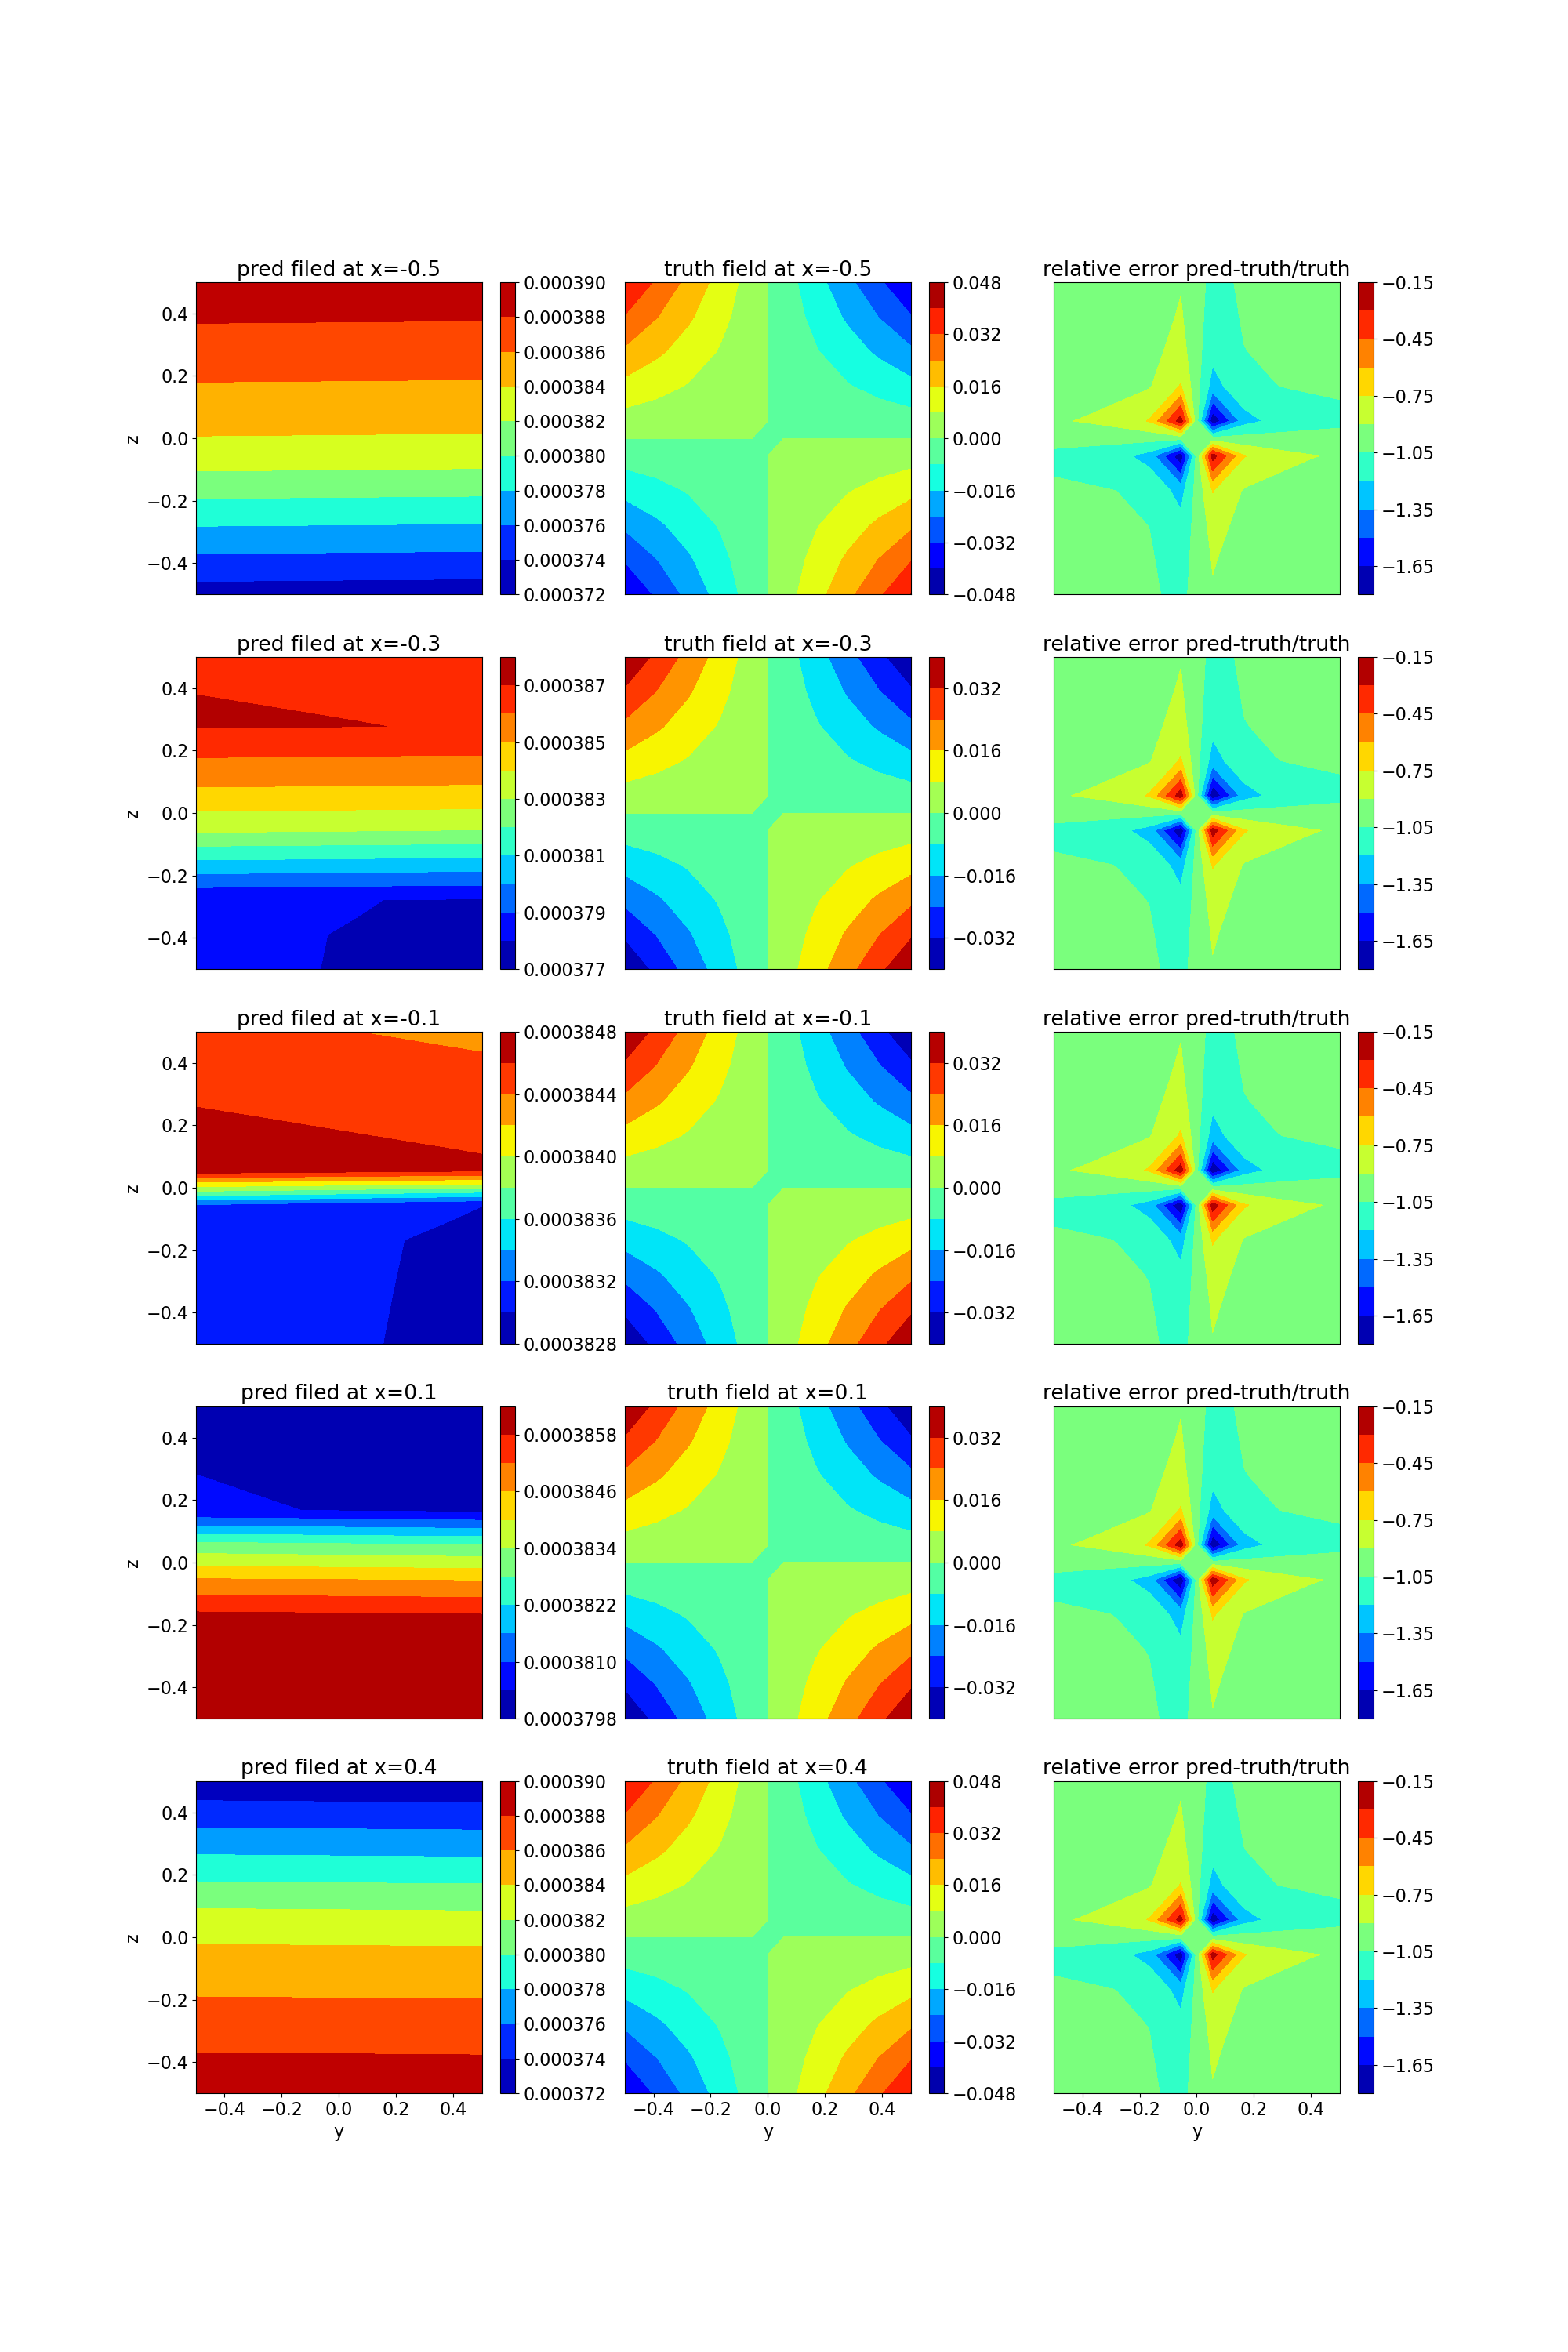 pred filed at x=-0.5 truth field at x=-0.5 relative error pred-truth/truth
z 0.4 0.2 0.0 −0.2 −0.4
0.000390 0.000388 0.000386 0.000384 0.000382 0.000380 0.000378 0.000376 0.000374 0.000372
0.048 0.032 0.016 0.000 −0.016 −0.032 −0.048
−0.15 −0.45 −0.75 −1.05 −1.35 −1.65
pred filed at x=-0.3 truth field at x=-0.3 relative error pred-truth/truth
z 0.4 0.2 0.0 −0.2 −0.4
0.000387 0.000385 0.000383 0.000381 0.000379 0.000377
0.032 0.016 0.000 −0.016 −0.032
−0.15 −0.45 −0.75 −1.05 −1.35 −1.65
pred filed at x=-0.1 truth field at x=-0.1 relative error pred-truth/truth
z 0.4 0.2 0.0 −0.2 −0.4
0.0003848 0.0003844 0.0003840 0.0003836 0.0003832 0.0003828
0.032 0.016 0.000 −0.016 −0.032
−0.15 −0.45 −0.75 −1.05 −1.35 −1.65
pred filed at x=0.1 truth field at x=0.1 relative error pred-truth/truth
z 0.4 0.2 0.0 −0.2 −0.4
0.0003858 0.0003846 0.0003834 0.0003822 0.0003810 0.0003798
0.032 0.016 0.000 −0.016 −0.032
−0.15 −0.45 −0.75 −1.05 −1.35 −1.65
pred filed at x=0.4 truth field at x=0.4 relative error pred-truth/truth
z 0.4 0.2 0.0 −0.2 −0.4
0.000390 0.000388 0.000386 0.000384 0.000382 0.000380 0.000378 0.000376 0.000374 0.000372
0.048 0.032 0.016 0.000 −0.016 −0.032 −0.048
−0.15 −0.45 −0.75 −1.05 −1.35 −1.65
−0.4 −0.2 0.0 0.2 0.4 −0.4 −0.2 0.0 0.2 0.4 −0.4 −0.2 0.0 0.2 0.4
y y y